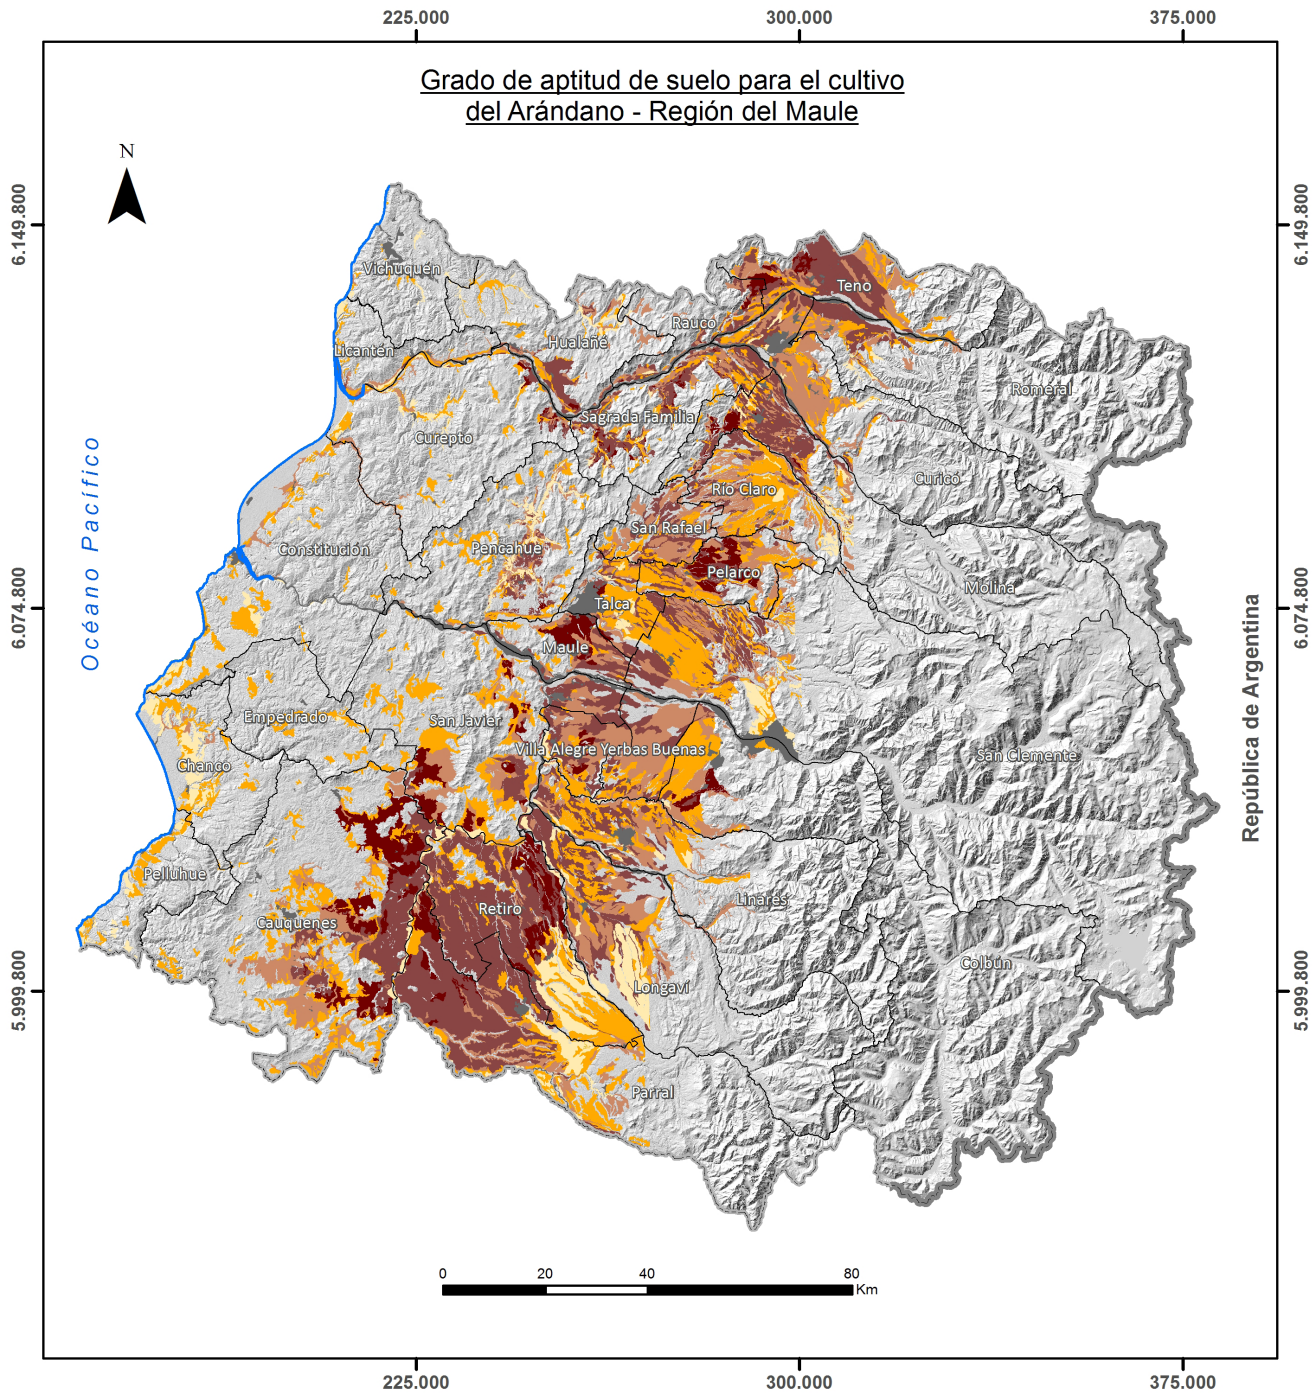 225.000
300.000
375.000
Grado de aptitud de suelo para el cultivo
del Arándano - Región del Maule
N
6.149.800
6.149.800
Vichuquén
Teno
Rauco
Hualañé
Licantén
Romeral
Sagrada Familia
Curepto
Océano Pacífico
Curicó
Río Claro
San Rafael
Constitución
Pencahue
Pelarco
Molina
6.074.800
6.074.800
Talca
Maule
República de Argentina
Empedrado
San Javier
Villa Alegre
Yerbas Buenas
San Clemente
Chanco
Pelluhue
Linares
Retiro
Cauquenes
Colbún
Longaví
5.999.800
5.999.800
Parral
0
20
40
80
Km
225.000
300.000
375.000